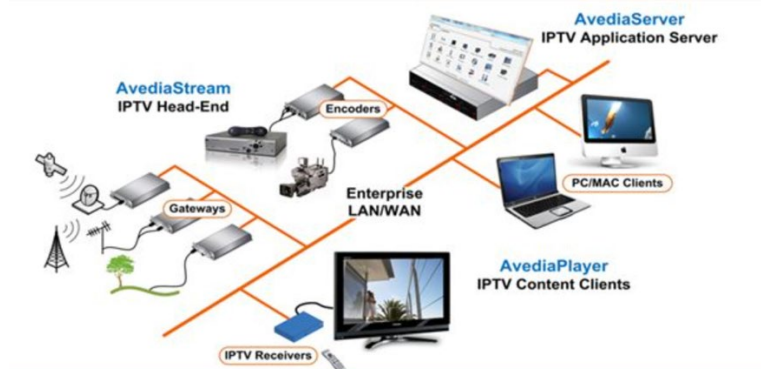 AvediaServer
IPTV Application Server
AvediaStream
IPTV Head-End
Encoders
PC/MAC Clients
Gateways
Enterprise
LAN/WAN
AvediaPlayer
IPTV Content Clients
IPTV Receivers